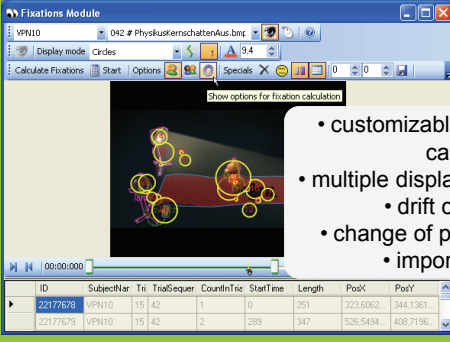 Fixations Module
VPN10 042 # PhysikusKernschattenAus.bmp
Display mode Circles 1 A 9,4
Calculate Fixations Start Options Specials 0 0
Show options for fixation calculation
• customizabl
ca
• multiple displa
• drift c
• change of p
• impor
00:00:000
ID SubjectNar Tri TrialSequer CountInTria StartTime Length PosX PosY
22177678 VPN10 15 42 1 0 251 323,6062... 344,1361...
22177679 VPN10 15 42 2 289 347 526,5494... 408,7196...